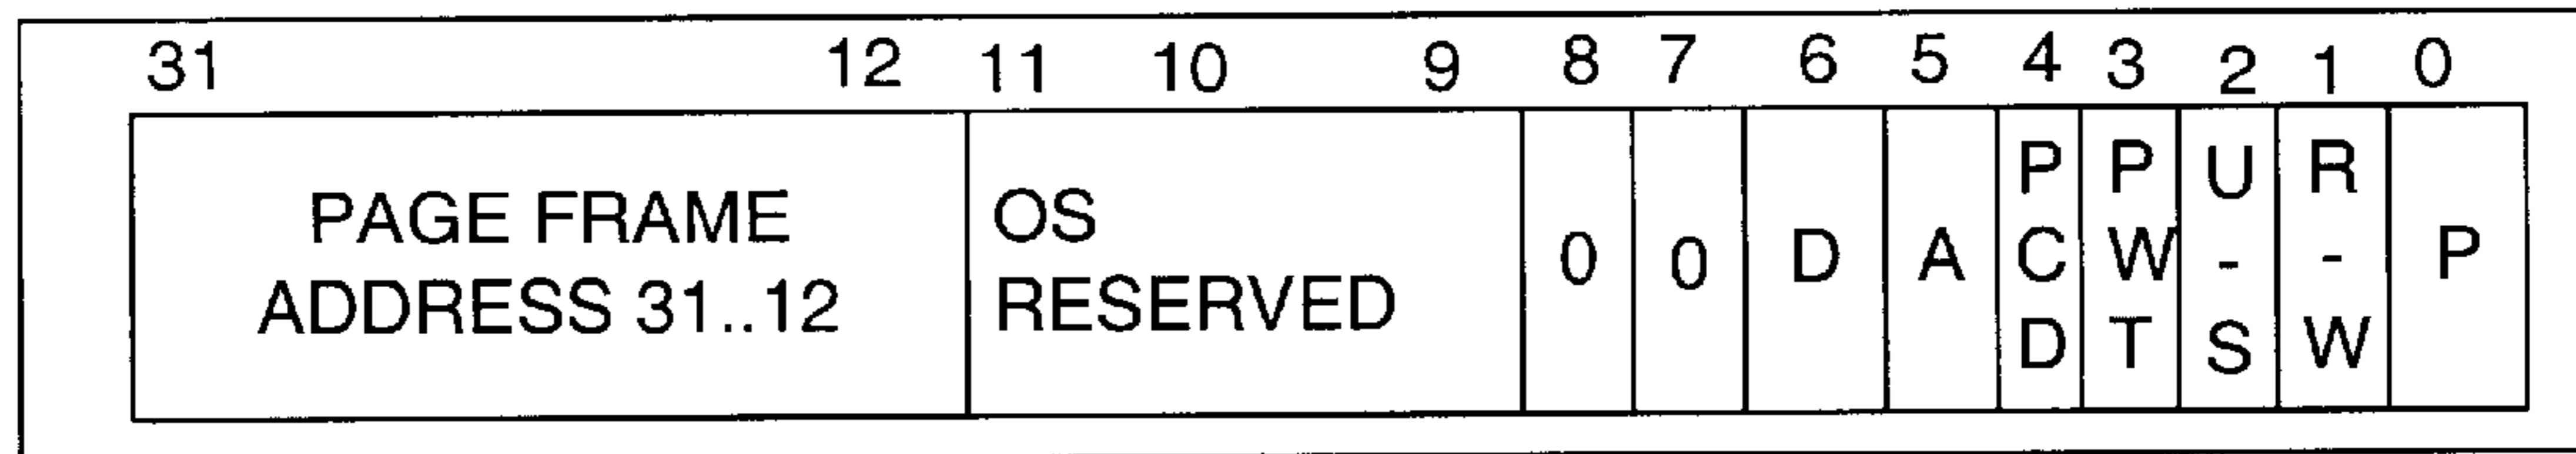 31 12 11 10 9 8 7 6 5 4 3 2 1 0
PAGE FRAME
ADDRESS 31..12
OS
RESERVED
0
0
D
A
P
C
D
P
W
T
U
-
S
R
-
W
P